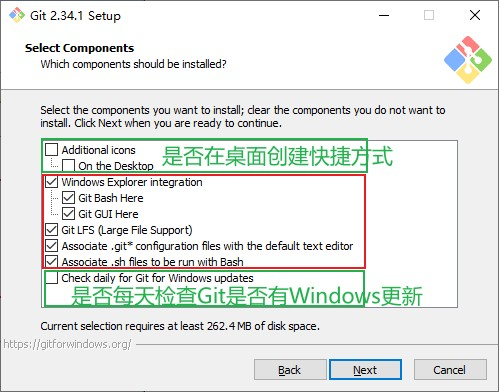 Git 2.34.1 Setup
Select Components
Which components should be installed?
Select the components you want to install; clear the components you do not want to
install. Click Next when you are ready to continue.
Additional icons
On the Desktop
是否在桌面创建快捷方式
Windows Explorer integration
Git Bash Here
Git GUI Here
Git LFS (Large File Support)
Associate .git* configuration files with the default text editor
Associate .sh files to be run with Bash
Check daily for Git for Windows updates
是否每天检查Git是否有Windows更新
Current selection requires at least 262.4 MB of disk space.
https://gitforwindows.org/
Back Next Cancel